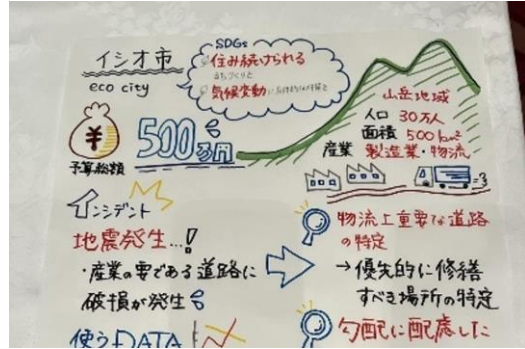 イシオ市
eco city
SDGs
住み続けられる
まちづくりを
気候変動に
予算総額
500万円
山岳地域
人口 30万人
面積 500km²
産業 製造業・物流
インシデント
地震発生...!
・産業の要である道路に
破損が発生
物流上重要な道路
の特定
→優先的に修繕
すべき場所の特定
使うDATA
勾配に配慮した